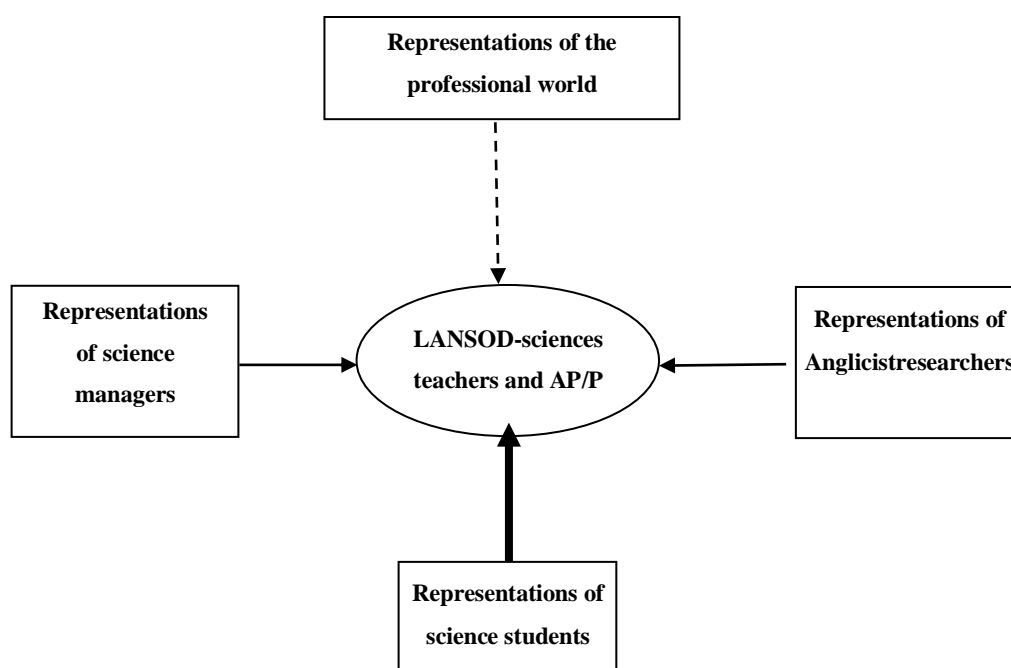 Representations of the
professional world
Representations
of science
managers
LANSOD-sciences
teachers and AP/P
Representations of
Anglicistresearchers
Representations of
science students